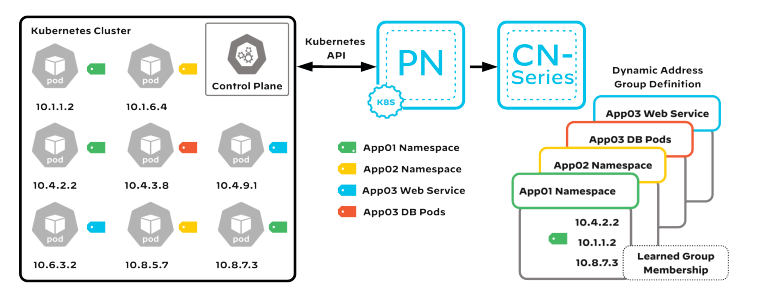 Kubernetes Cluster
pod
10.1.1.2
pod
10.1.6.4
Control Plane
pod
10.4.2.2
pod
10.4.3.8
pod
10.4.9.1
pod
10.6.3.2
pod
10.8.5.7
pod
10.8.7.3
Kubernetes
API
PN
K8S
CN-
Series
App01 Namespace
App02 Namespace
App03 Web Service
App03 DB Pods
Dynamic Address
Group Definition
App03 Web Service
App03 DB Pods
App02 Namespace
App01 Namespace
10.4.2.2
10.1.1.2
10.8.7.3
Learned Group
Membership